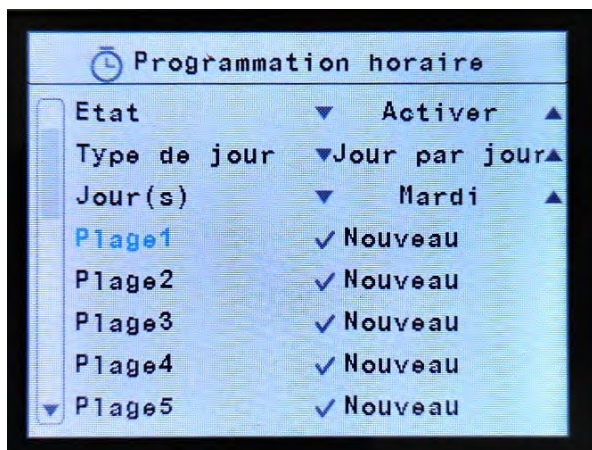 Programmation horaire
Etat Activer
Type de jour Jour par jour
Jour(s) Mardi
Plage1 Nouveau
Plage2 Nouveau
Plage3 Nouveau
Plage4 Nouveau
Plage5 Nouveau